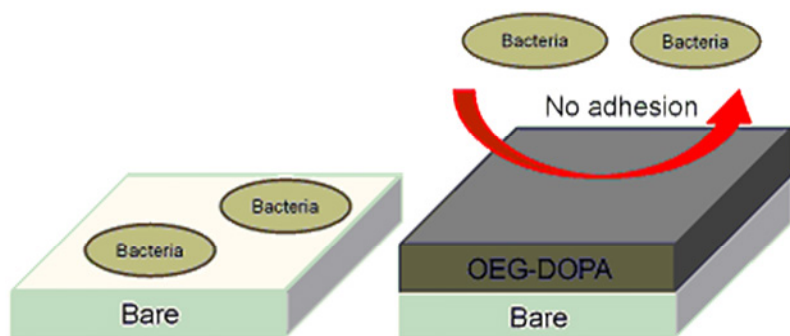 Bacteria
Bacteria
Bare
Bacteria Bacteria
No adhesion
OEG-DOPA
Bare